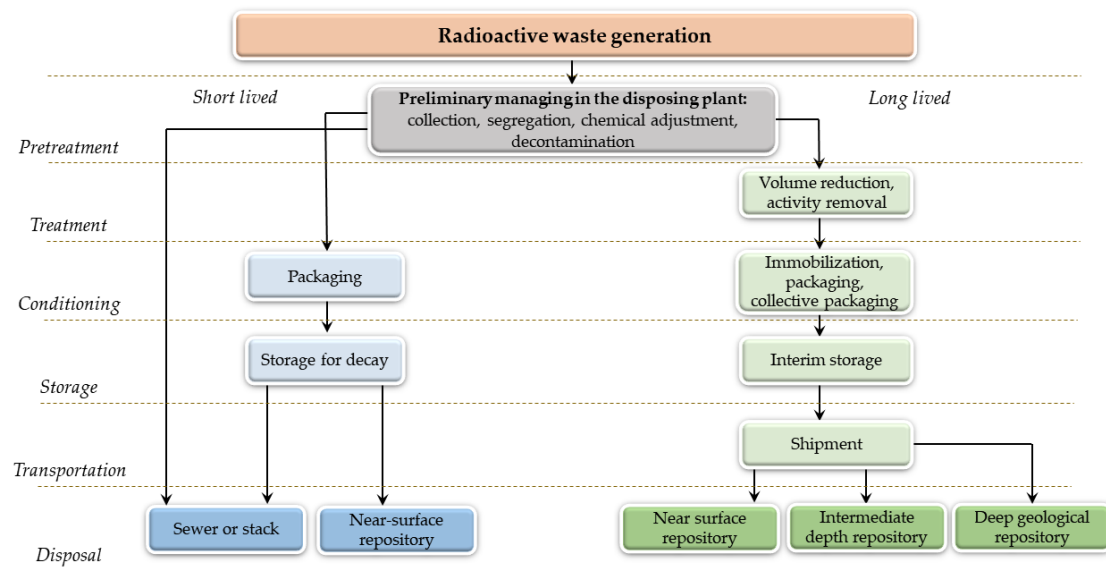 Radioactive waste generation
Short lived
Preliminary managing in the disposing plant:
collection, segregation, chemical adjustment,
decontamination
Long lived
Pretreatment
Volume reduction,
activity removal
Treatment
Packaging
Immobilization,
packaging,
collective packaging
Conditioning
Storage for decay
Interim storage
Storage
Shipment
Transportation
Sewer or stack
Near-surface
repository
Near surface
repository
Intermediate
depth repository
Deep geological
repository
Disposal